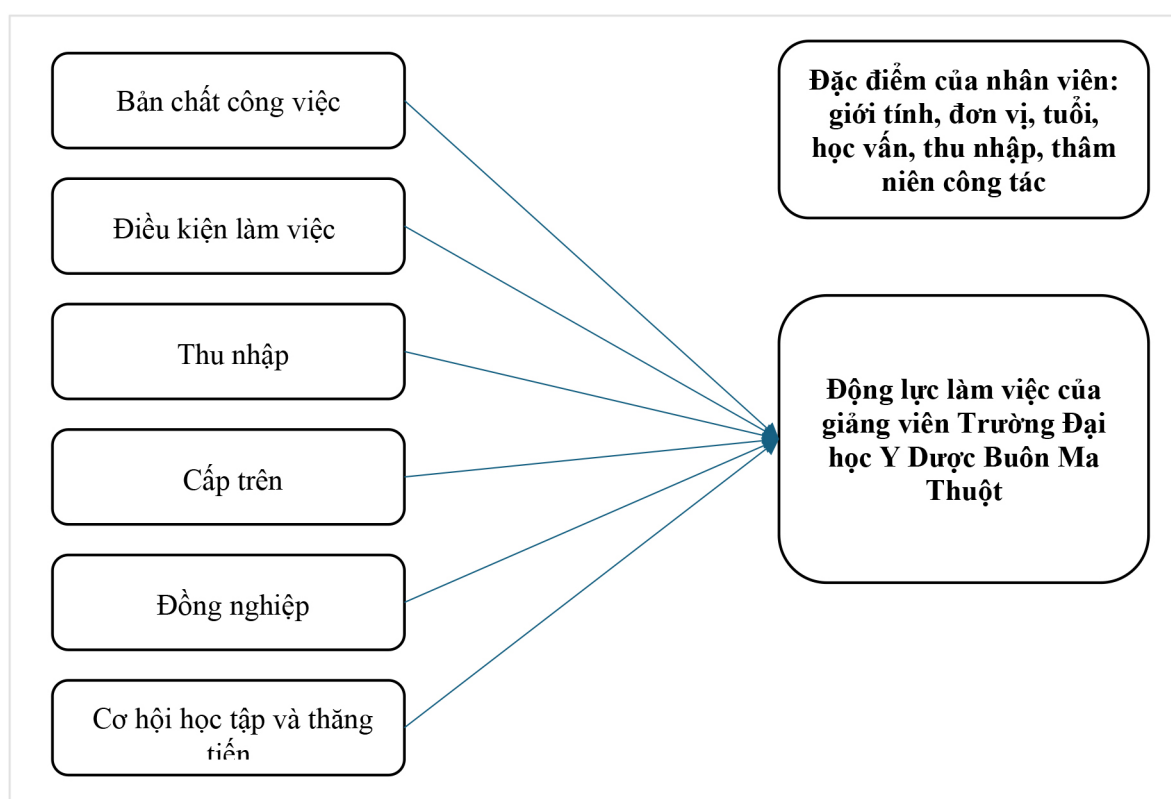 Bản chất công việc
Điều kiện làm việc
Thu nhập
Cấp trên
Đồng nghiệp
Cơ hội học tập và thăng
tiến
Đặc điểm của nhân viên:
giới tính, đơn vị, tuổi,
học vấn, thu nhập, thâm
niên công tác
Động lực làm việc của
giảng viên Trường Đại
học Y Dược Buôn Ma
Thuột